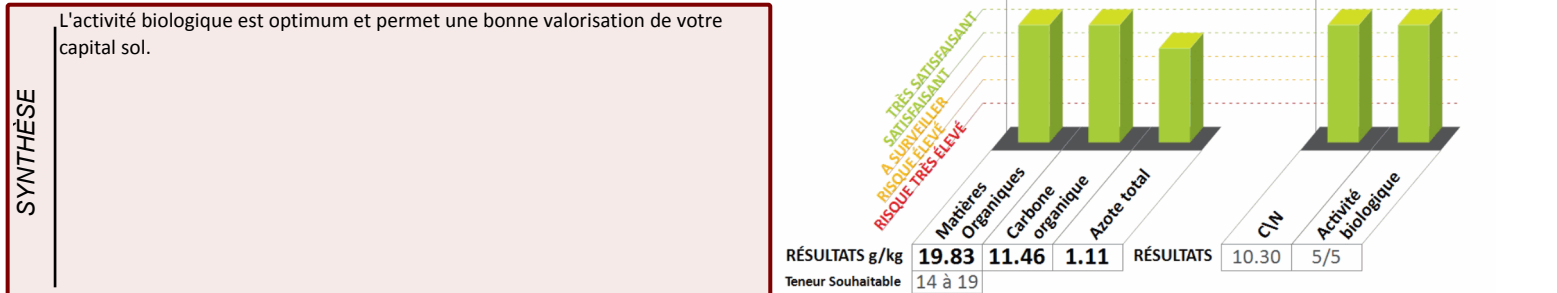 L'activité biologique est optimum et permet une bonne valorisation de votre
capital sol.
SYNTHÈSE
TRÈS SATISFAISANT
SATISFAISANT
A SURVEILLER
RISQUE ÉLEVÉ
RISQUE TRÈS ÉLEVÉ
Matières
Organiques
Carbone
organique
Azote total
C\N
Activité
biologique
RÉSULTATS g/kg 19.83 11.46 1.11 RÉSULTATS 10.30 5/5
Teneur Souhaitable 14 à 19